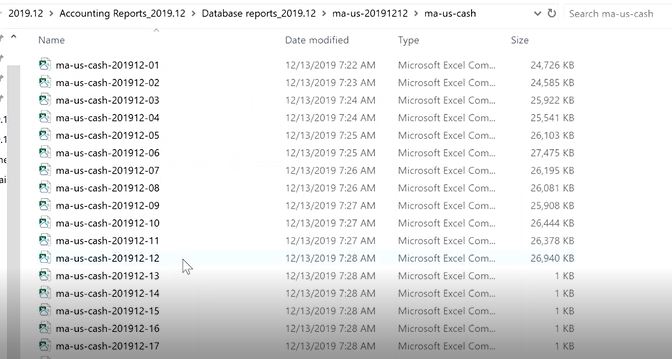 2019.12 > Accounting Reports_2019.12 > Database reports_2019.12 > ma-us-20191212 > ma-us-cash Search ma-us-cash
Name Date modified Type Size
ma-us-cash-201912-01 12/13/2019 7:22 AM Microsoft Excel Com... 24,726 KB
ma-us-cash-201912-02 12/13/2019 7:23 AM Microsoft Excel Com... 24,585 KB
ma-us-cash-201912-03 12/13/2019 7:24 AM Microsoft Excel Com... 25,922 KB
ma-us-cash-201912-04 12/13/2019 7:24 AM Microsoft Excel Com... 25,541 KB
ma-us-cash-201912-05 12/13/2019 7:25 AM Microsoft Excel Com... 26,103 KB
ma-us-cash-201912-06 12/13/2019 7:25 AM Microsoft Excel Com... 27,475 KB
ma-us-cash-201912-07 12/13/2019 7:26 AM Microsoft Excel Com... 26,195 KB
ma-us-cash-201912-08 12/13/2019 7:26 AM Microsoft Excel Com... 26,081 KB
ma-us-cash-201912-09 12/13/2019 7:27 AM Microsoft Excel Com... 25,908 KB
ma-us-cash-201912-10 12/13/2019 7:27 AM Microsoft Excel Com... 26,444 KB
ma-us-cash-201912-11 12/13/2019 7:27 AM Microsoft Excel Com... 26,378 KB
ma-us-cash-201912-12 12/13/2019 7:28 AM Microsoft Excel Com... 26,940 KB
ma-us-cash-201912-13 12/13/2019 7:28 AM Microsoft Excel Com... 1 KB
ma-us-cash-201912-14 12/13/2019 7:28 AM Microsoft Excel Com... 1 KB
ma-us-cash-201912-15 12/13/2019 7:28 AM Microsoft Excel Com... 1 KB
ma-us-cash-201912-16 12/13/2019 7:28 AM Microsoft Excel Com... 1 KB
ma-us-cash-201912-17 12/13/2019 7:28 AM Microsoft Excel Com... 1 KB